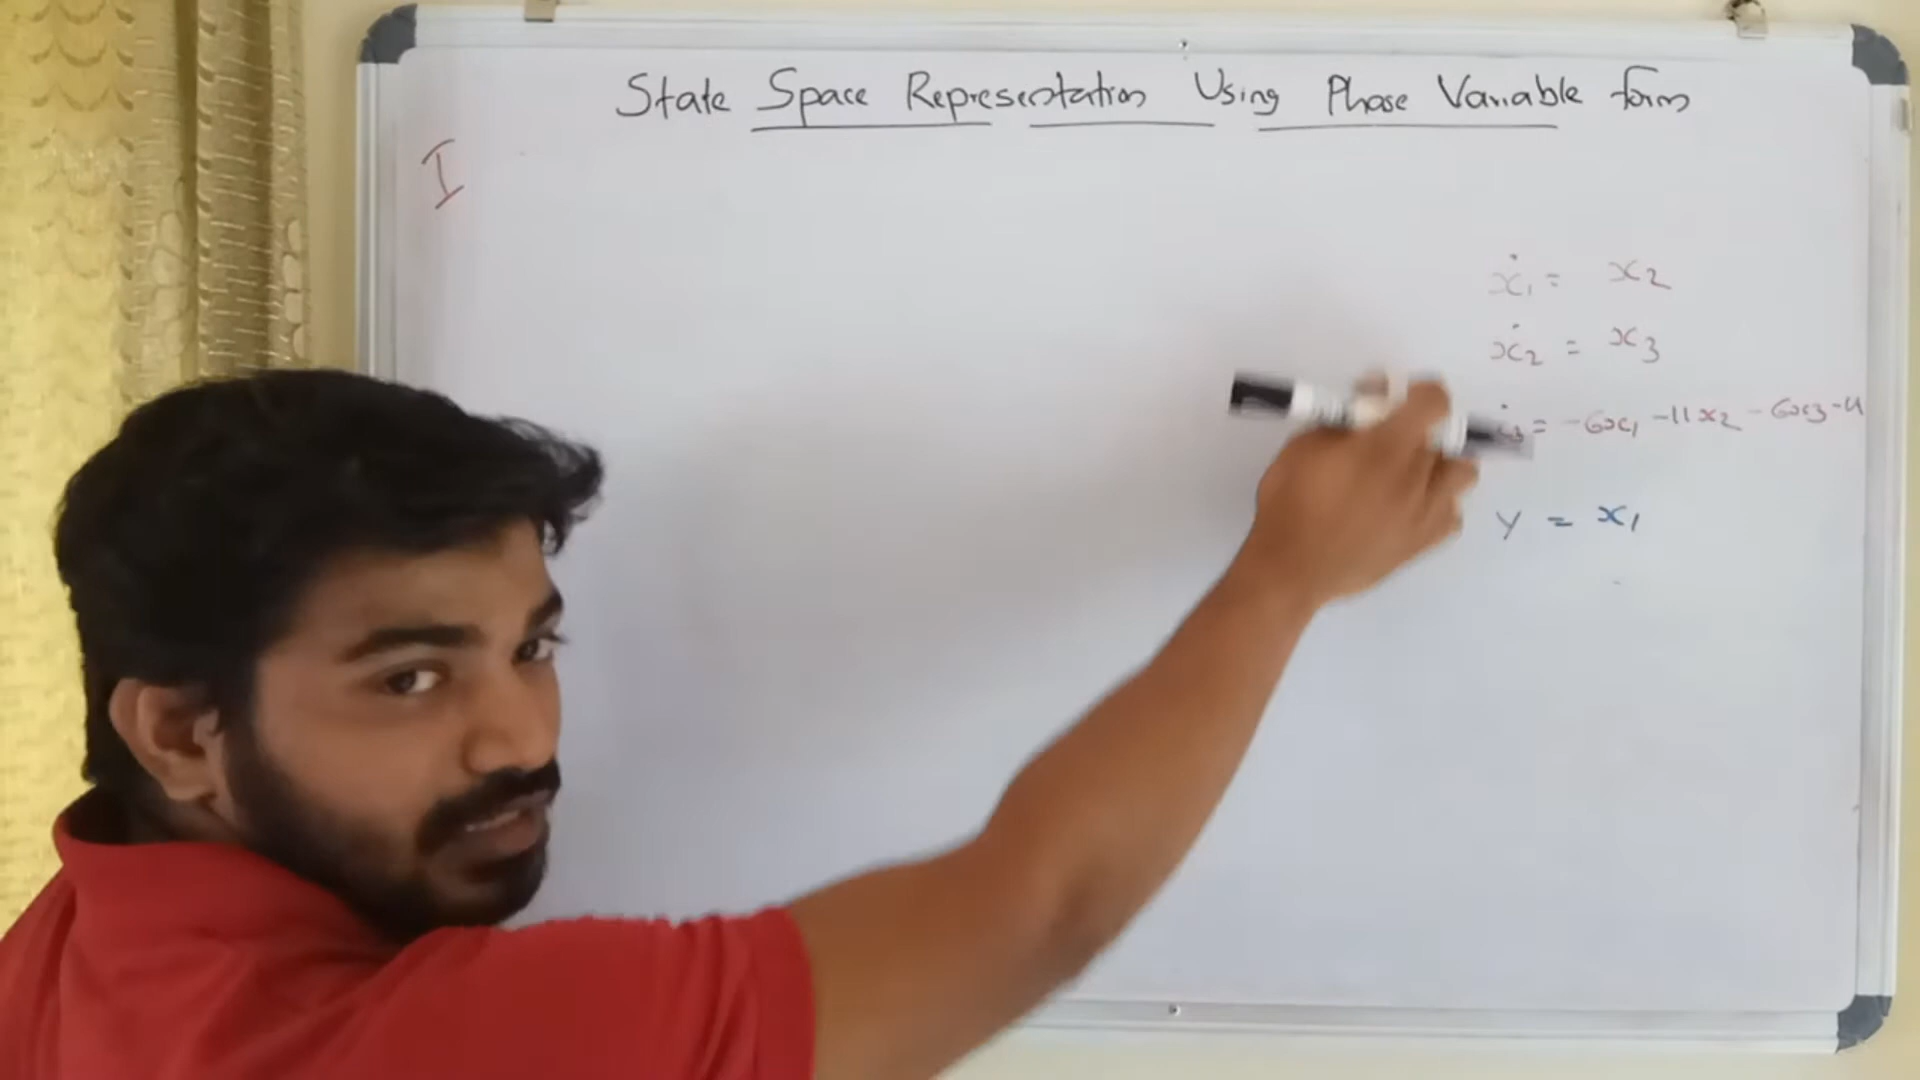 State Space Representation Using Phase Variable form
I
ẋ₁ = x₂
ẋ₂ = x₃
ẋ₃ = -6x₁ -11x₂ -6x₃-u
y = x₁